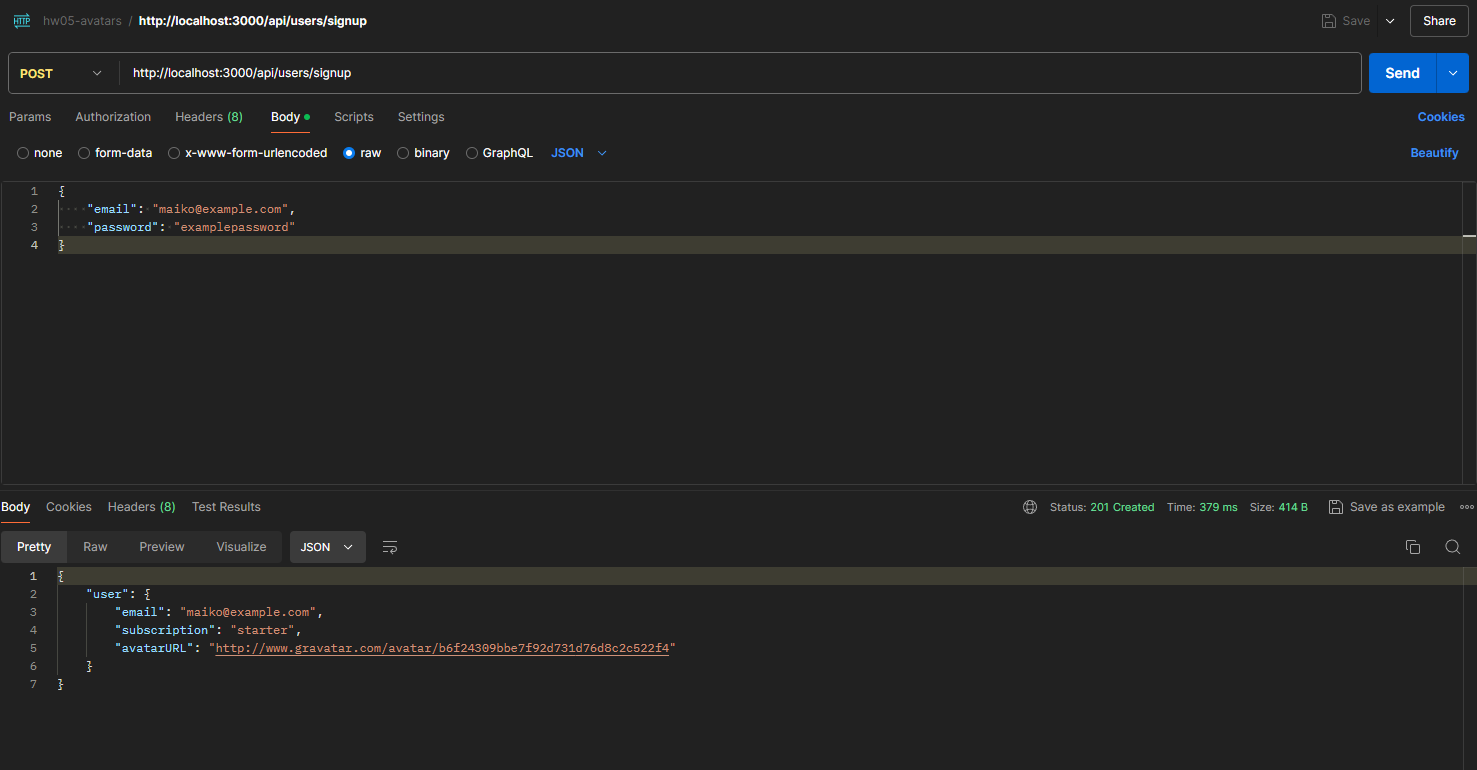 HTTP hw05-avatars / http://localhost:3000/api/users/signup Save Share
POST http://localhost:3000/api/users/signup Send
Params Authorization Headers (8) Body Scripts Settings Cookies
none form-data x-www-form-urlencoded raw binary GraphQL JSON Beautify
1 {
2 "email": "maiko@example.com",
3 "password": "examplepassword"
4 }
Body Cookies Headers (8) Test Results Status: 201 Created Time: 379 ms Size: 414 B Save as example
Pretty Raw Preview Visualize JSON
1 {
2 "user": {
3 "email": "maiko@example.com",
4 "subscription": "starter",
5 "avatarURL": "http://www.gravatar.com/avatar/b6f24309bbe7f92d731d76d8c2c522f4"
6 }
7 }